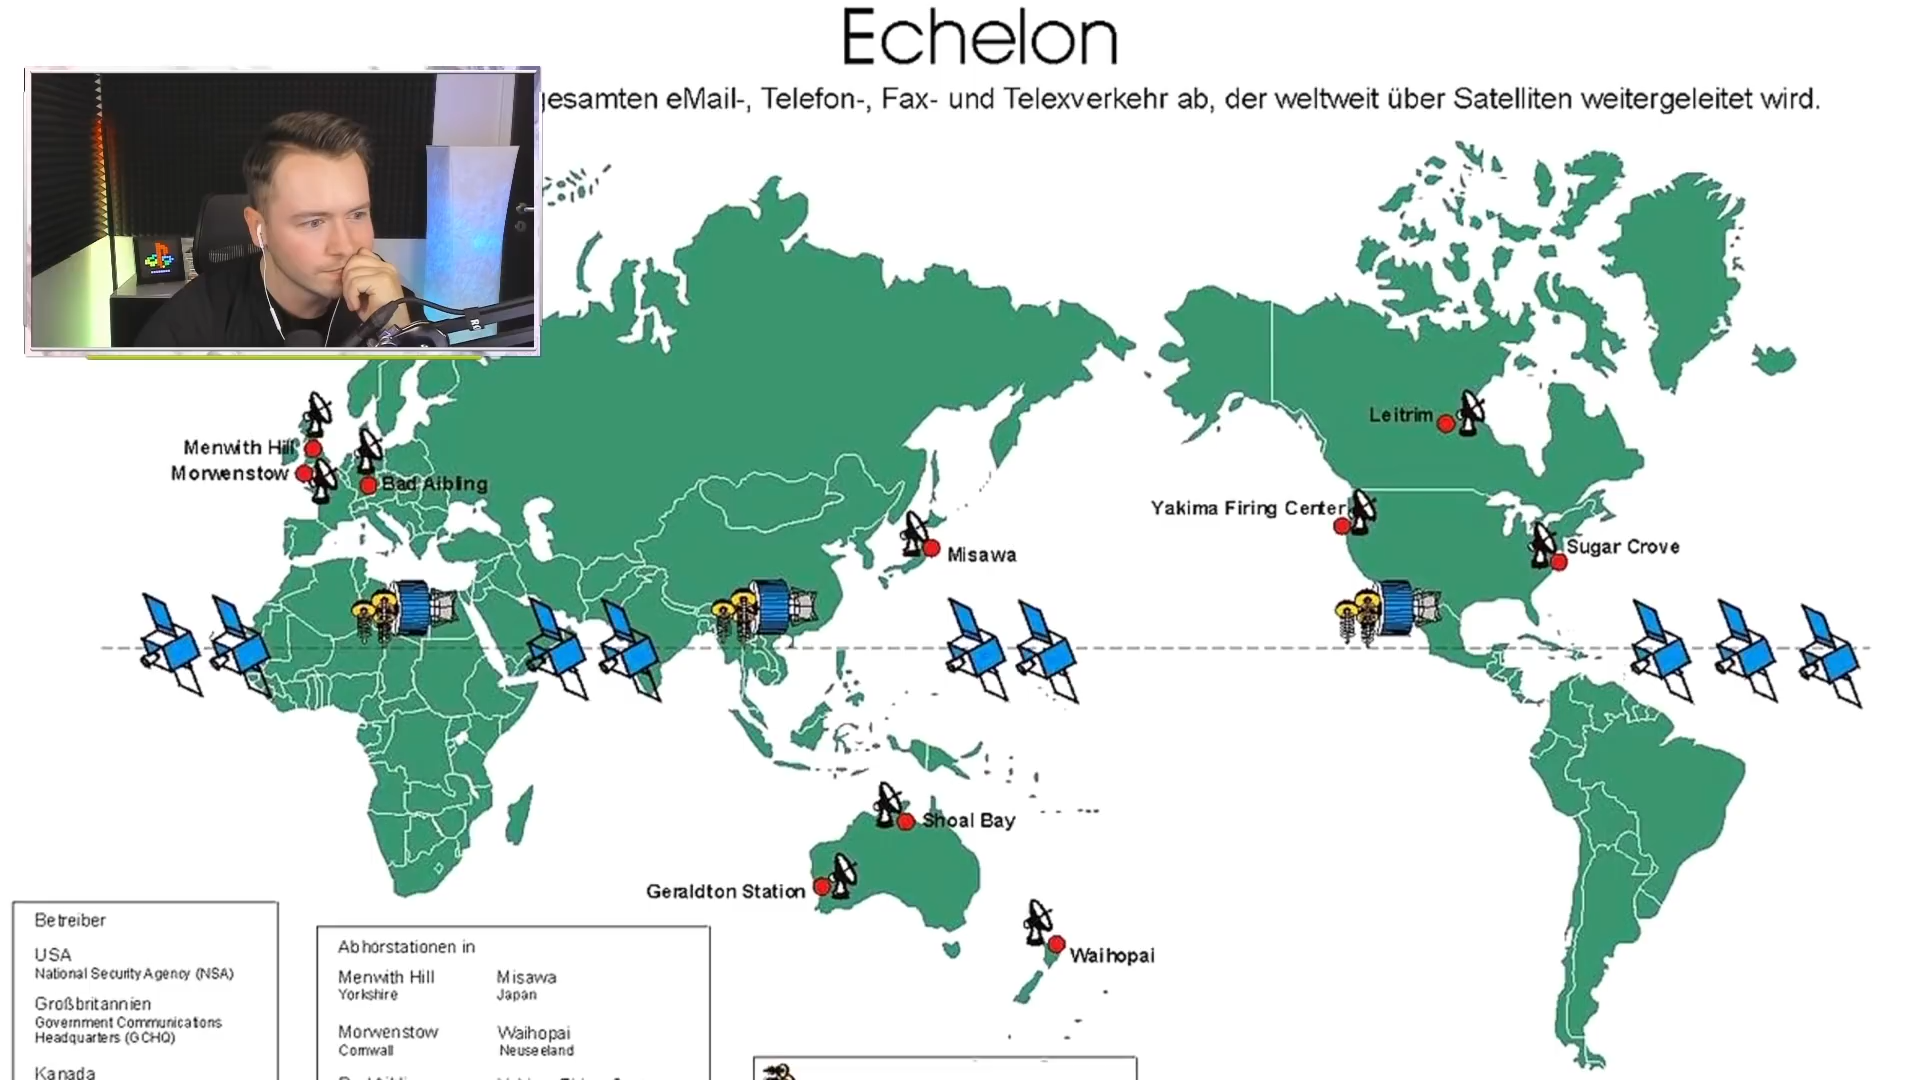 Echelon
gesamten eMail-, Telefon-, Fax- und Telexverkehr ab, der weltweit über Satelliten weitergeleitet wird.
Leitrim
Menwith Hill
Morwenstow
Bad Aibling
Yakima Firing Center
Sugar Crove
Misawa
Shoal Bay
Geraldton Station
Waihopai
Betreiber
USA
National Security Agency (NSA)
Großbritannien
Government Communications
Headquarters (GCHQ)
Kanada
Abhörstationen in
Menwith Hill
Yorkshire
Misawa
Japan
Morwenstow
Cornwall
Waihopai
Neuseeland